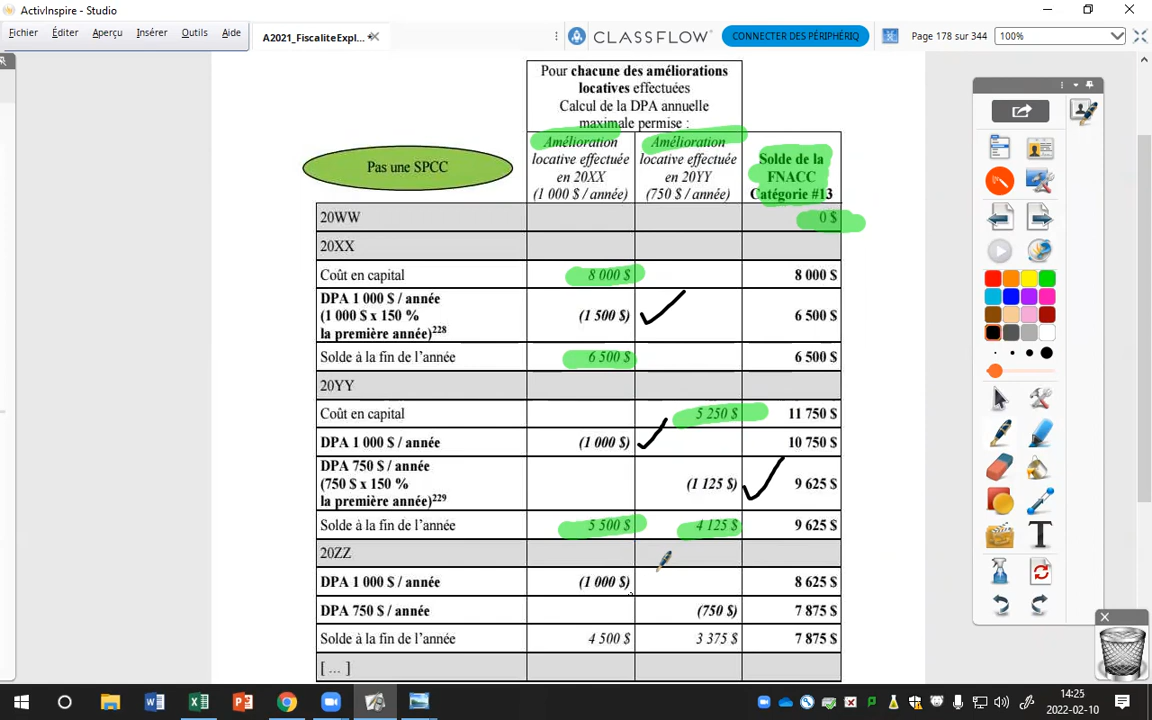 ActivInspire - Studio
Fichier Éditer Aperçu Insérer Outils Aide
A2021_FiscaliteExpl...
CLASSFLOW
CONNECTER DES PÉRIPHÉRIQ
Page 178 sur 344
100%
Pour chacune des améliorations
locatives effectuées
Calcul de la DPA annuelle
maximale permise :
Pas une SPCC
Amélioration
locative effectuée
en 20XX
(1 000 $ / année)
Amélioration
locative effectuée
en 20YY
(750 $ / année)
Solde de la
FNACC
Catégorie #13
20WW 0 $
20XX
Coût en capital 8 000 $ 8 000 $
DPA 1 000 $ / année
(1 000 $ x 150 % (1 500 $) 6 500 $
la première année)228
Solde à la fin de l'année 6 500 $ 6 500 $
20YY
Coût en capital 5 250 $ 11 750 $
DPA 1 000 $ / année (1 000 $) 10 750 $
DPA 750 $ / année
(750 $ x 150 % (1 125 $) 9 625 $
la première année)229
Solde à la fin de l'année 5 500 $ 4 125 $ 9 625 $
20ZZ
DPA 1 000 $ / année (1 000 $) 8 625 $
DPA 750 $ / année (750 $) 7 875 $
Solde à la fin de l'année 4 500 $ 3 375 $ 7 875 $
[ ... ]
14:25
2022-02-10